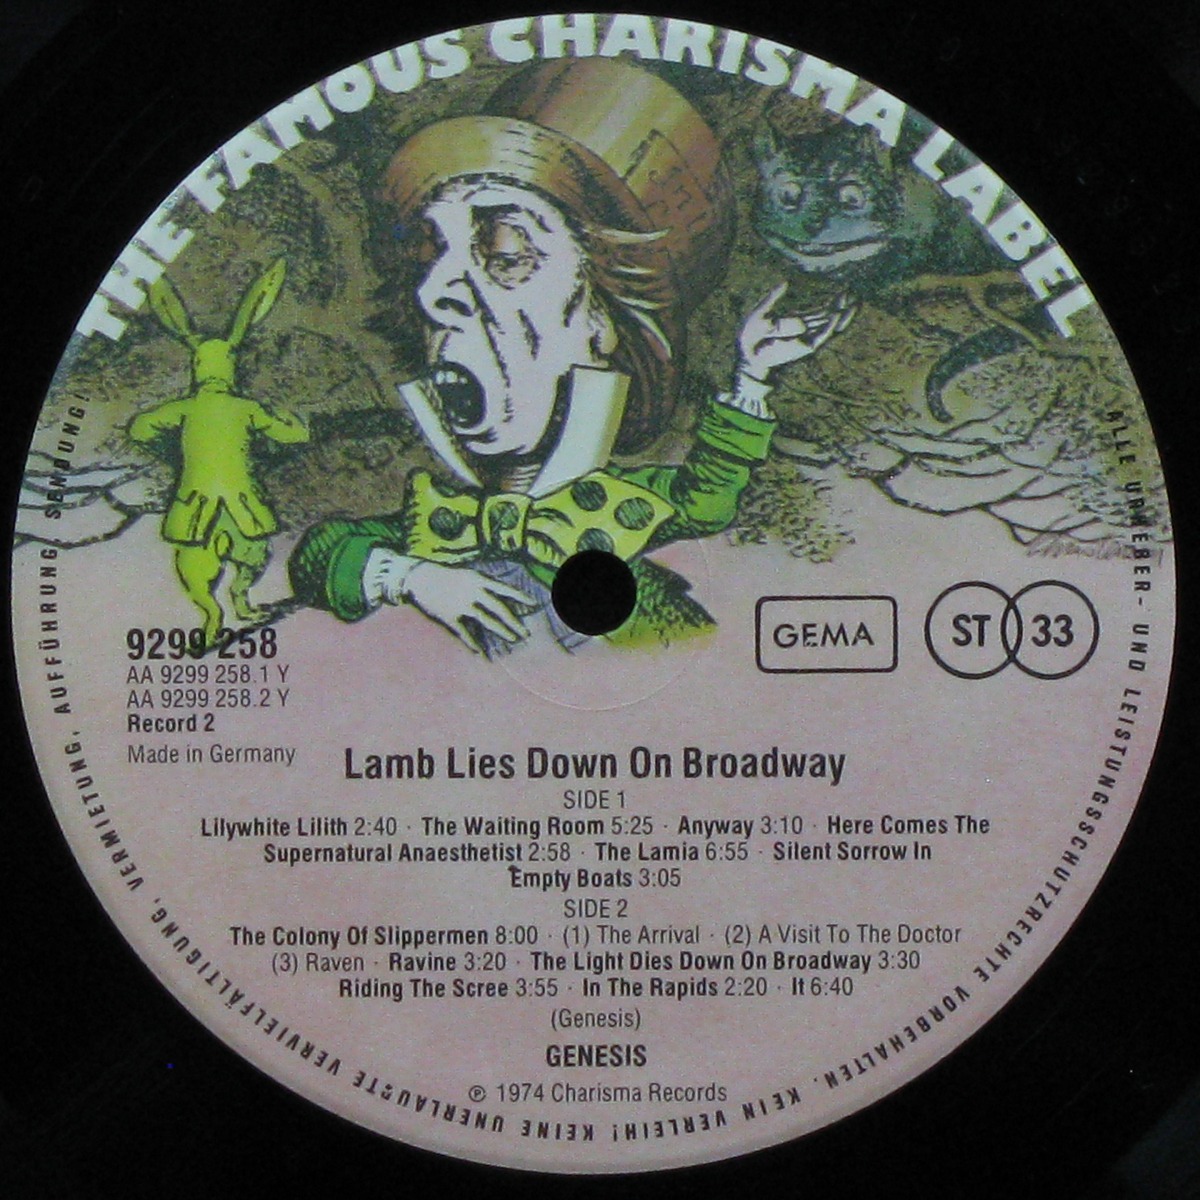 THE FAMOUS CHARISMA LABEL
ALLE URHEBER- UND LEISTUNGSSCHUTZRECHTE VORBEHALTEN. KEIN VERLEIH! KEINE UNERLAUBTE VERVIELFÄLTIGUNG, VERMIETUNG, AUFFÜHRUNG, SENDUNG!
GEMA
ST 33
9299 258
AA 9299 258.1 Y
AA 9299 258.2 Y
Record 2
Made in Germany
Lamb Lies Down On Broadway
SIDE 1
Lilywhite Lilith 2:40 · The Waiting Room 5:25 · Anyway 3:10 · Here Comes The
Supernatural Anaesthetist 2:58 · The Lamia 6:55 · Silent Sorrow In
Empty Boats 3:05
SIDE 2
The Colony Of Slippermen 8:00 · (1) The Arrival · (2) A Visit To The Doctor
(3) Raven · Ravine 3:20 · The Light Dies Down On Broadway 3:30
Riding The Scree 3:55 · In The Rapids 2:20 · It 6:40
(Genesis)
GENESIS
℗ 1974 Charisma Records